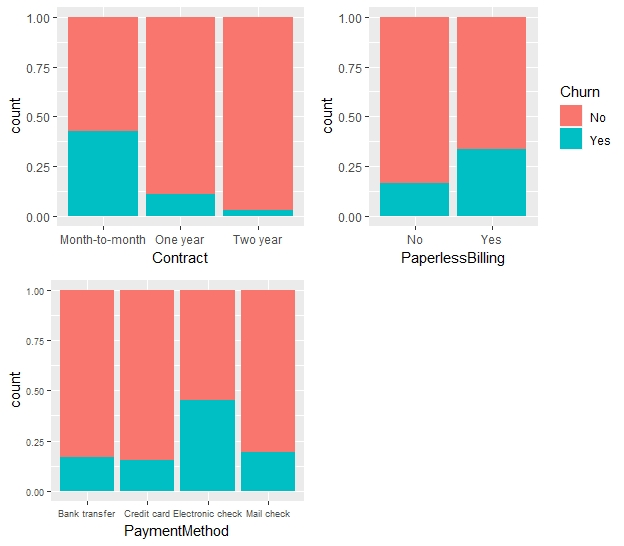 1.00
0.75
0.50
0.25
0.00
count
Month-to-month One year Two year
Contract
1.00
0.75
0.50
0.25
0.00
count
No Yes
PaperlessBilling
Churn
No
Yes
1.00
0.75
0.50
0.25
0.00
count
Bank transfer Credit card Electronic check Mail check
PaymentMethod